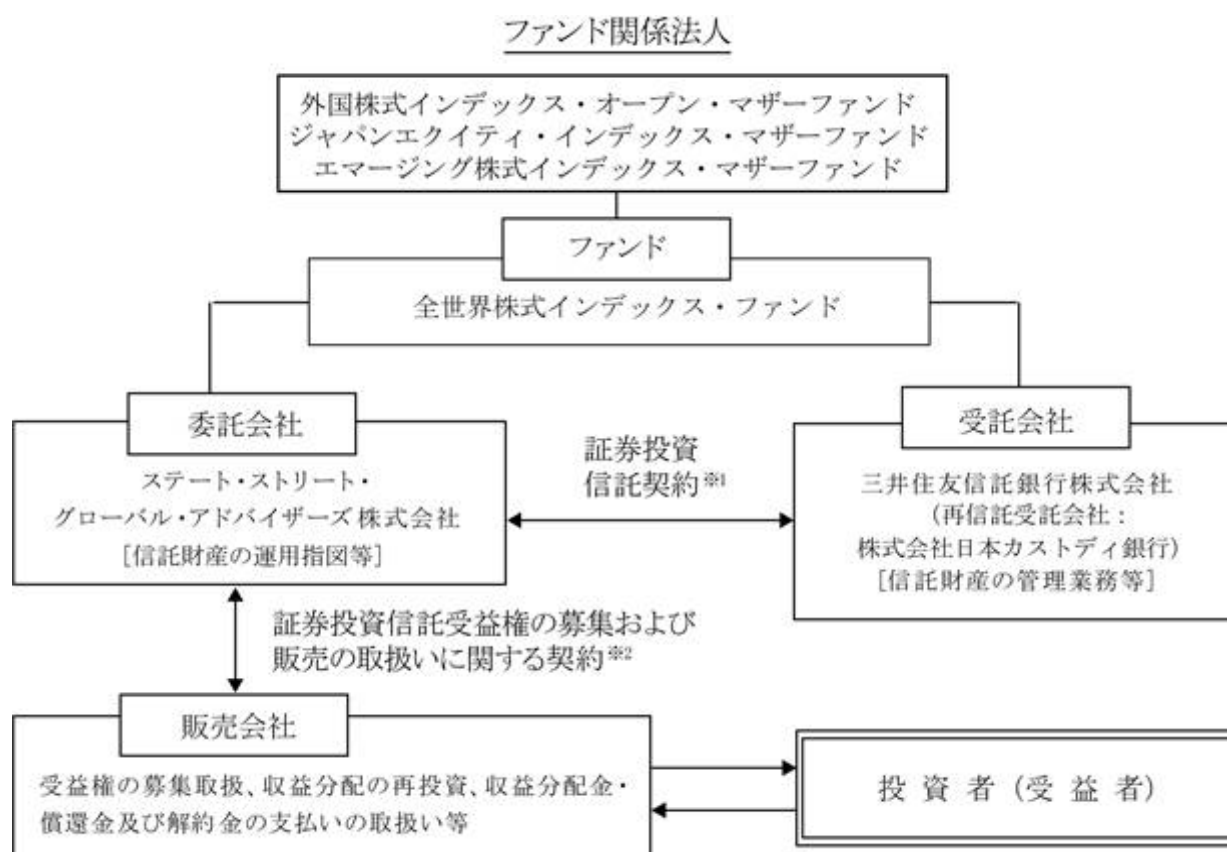 ファンド関係法人
外国株式インデックス・オープン・マザーファンド
ジャパンエクイティ・インデックス・マザーファンド
エマージング株式インデックス・マザーファンド
ファンド
全世界株式インデックス・ファンド
委託会社
ステート・ストリート・
グローバル・アドバイザーズ株式会社
[信託財産の運用指図等]
証券投資
信託契約※1
受託会社
三井住友信託銀行株式会社
(再信託受託会社：
株式会社日本カストディ銀行)
[信託財産の管理業務等]
証券投資信託受益権の募集および
販売の取扱いに関する契約※2
販売会社
受益権の募集取扱、収益分配の再投資、収益分配金・
償還金及び解約金の支払いの取扱い等
投資者(受益者)